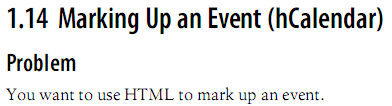 1.14 Marking Up an Event (hCalendar)
Problem
You want to use HTML to mark up an event.